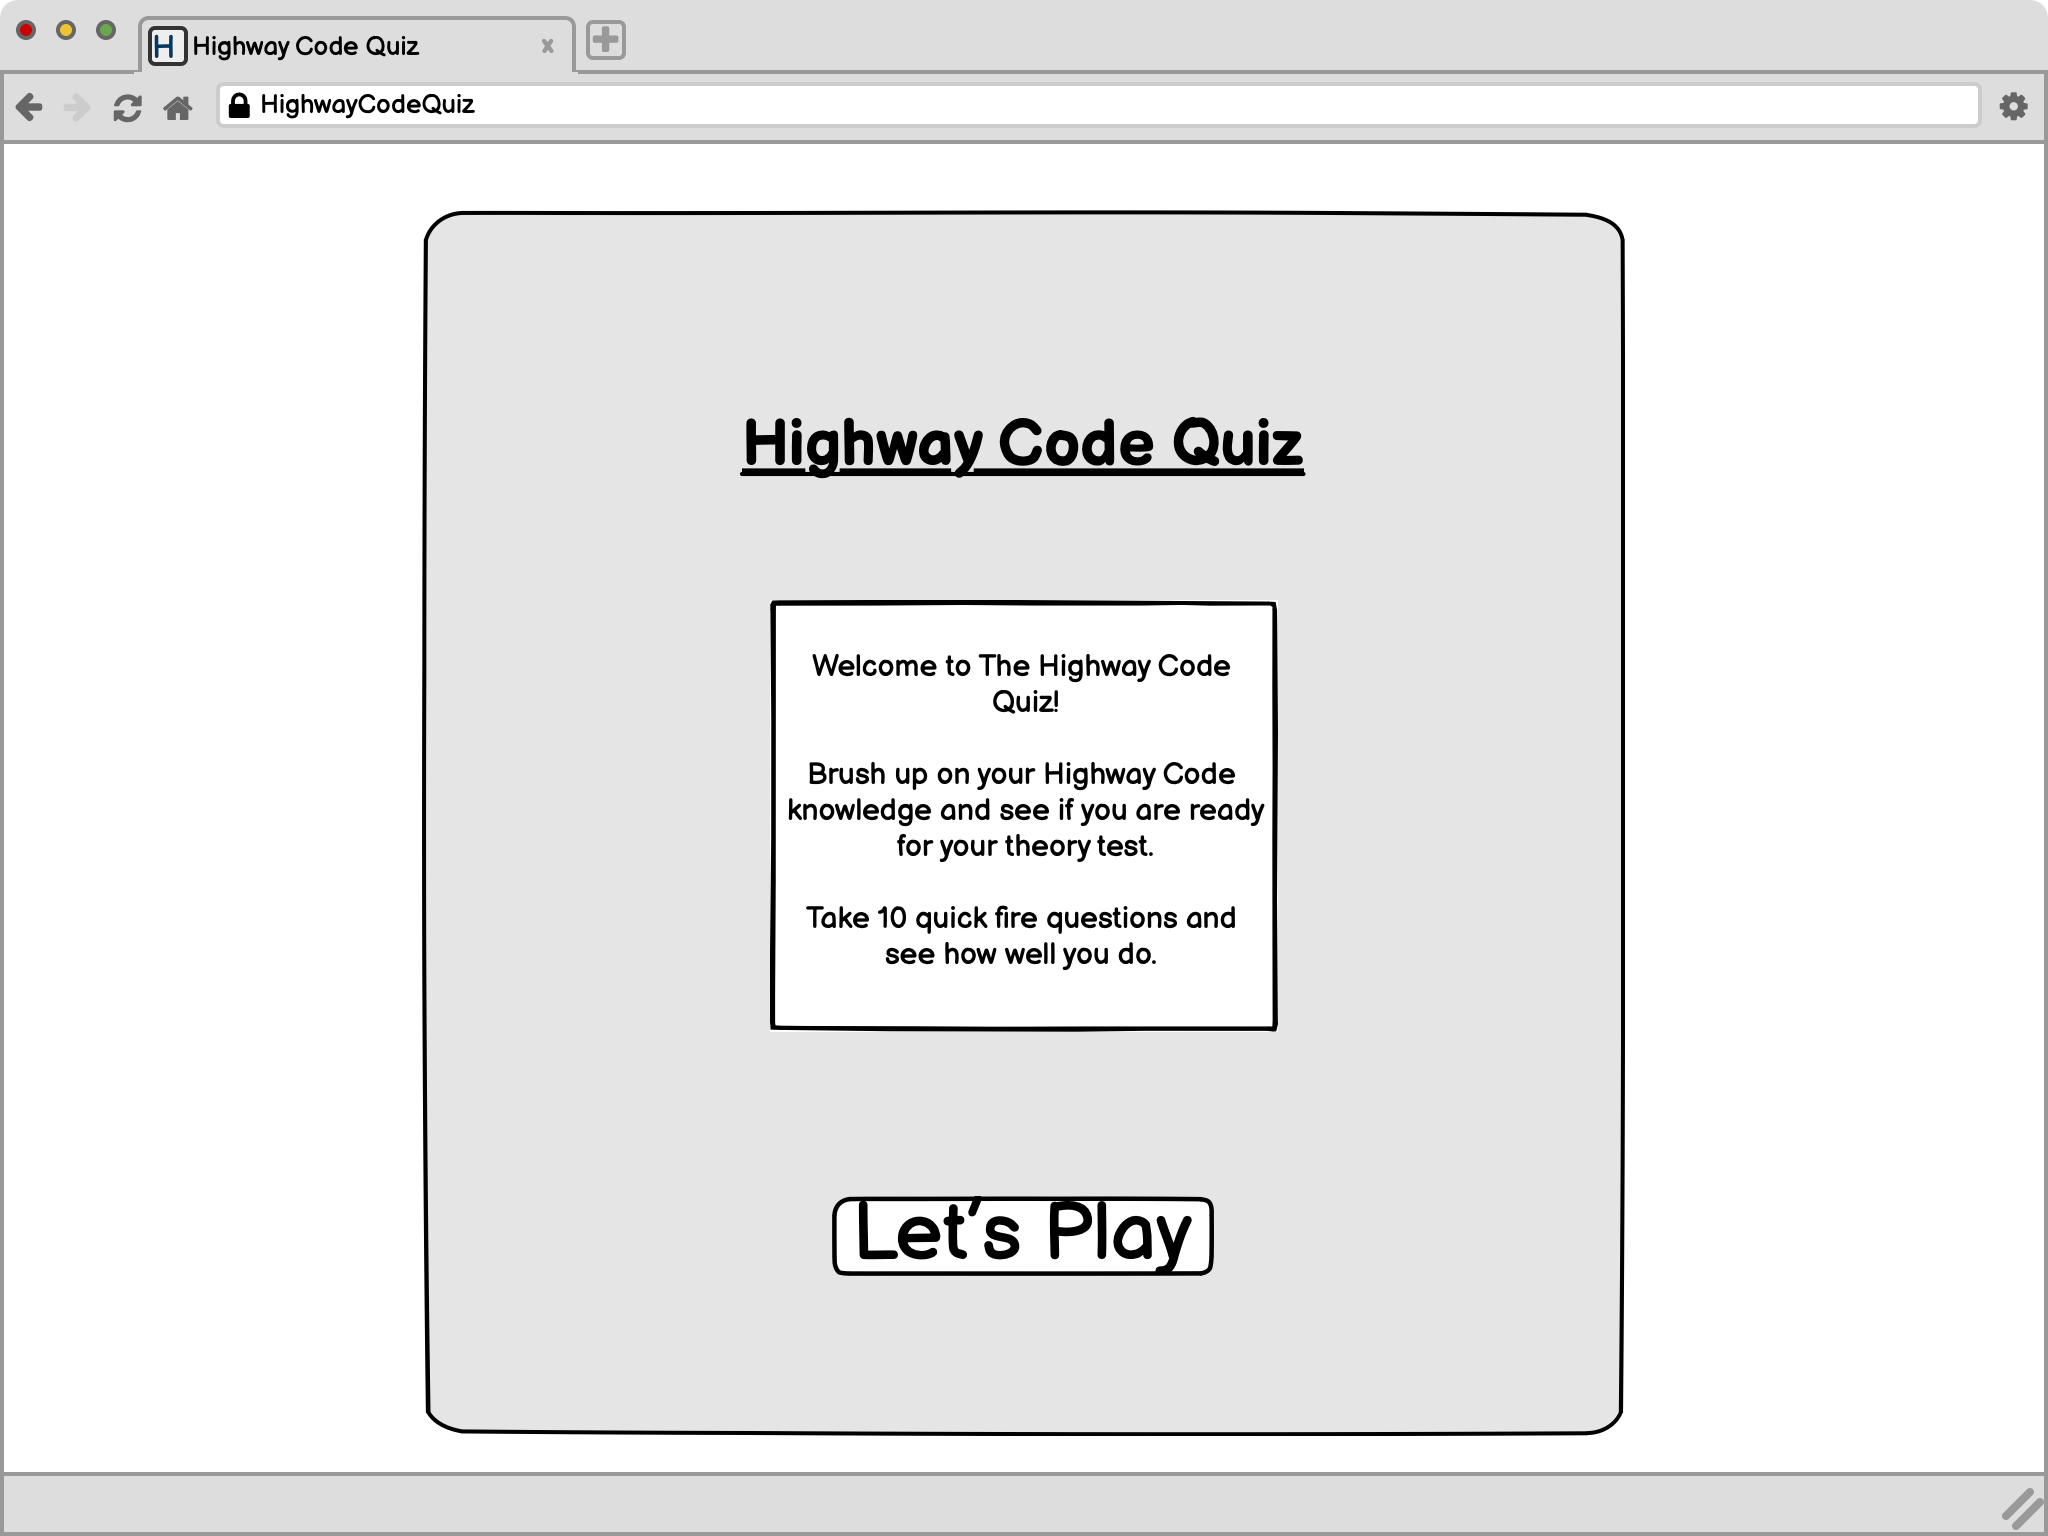 H Highway Code Quiz x
HighwayCodeQuiz
Highway Code Quiz
Welcome to The Highway Code
Quiz!
Brush up on your Highway Code
knowledge and see if you are ready
for your theory test.
Take 10 quick fire questions and
see how well you do.
Let's Play